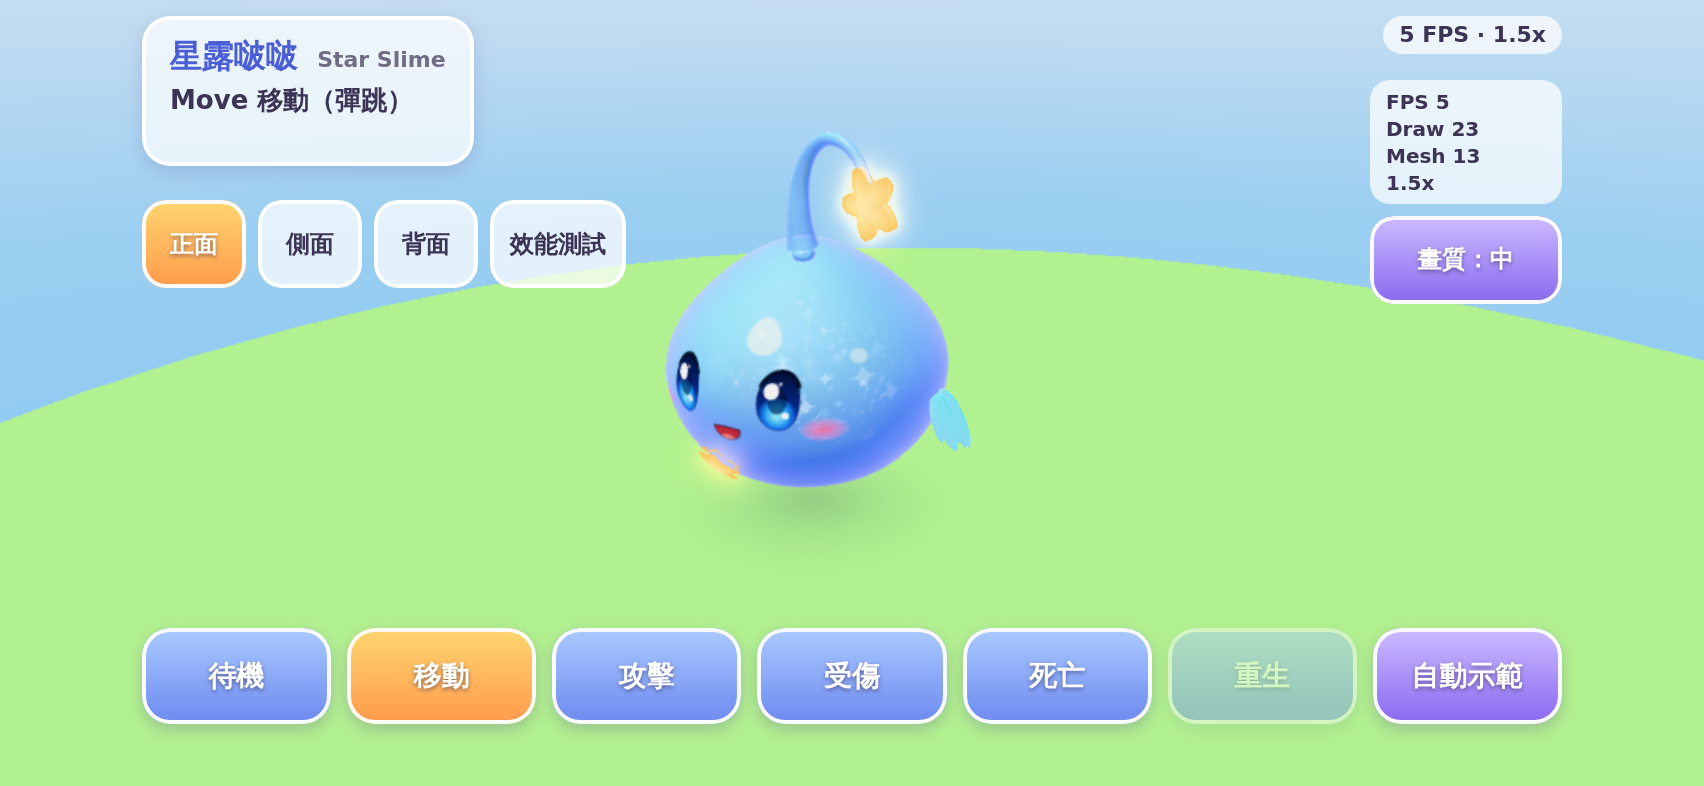 星露啵啵 Star Slime
Move 移動（彈跳）
5 FPS · 1.5x
FPS 5
Draw 23
Mesh 13
1.5x
正面
側面
背面
效能測試
畫質：中
待機
移動
攻擊
受傷
死亡
重生
自動示範